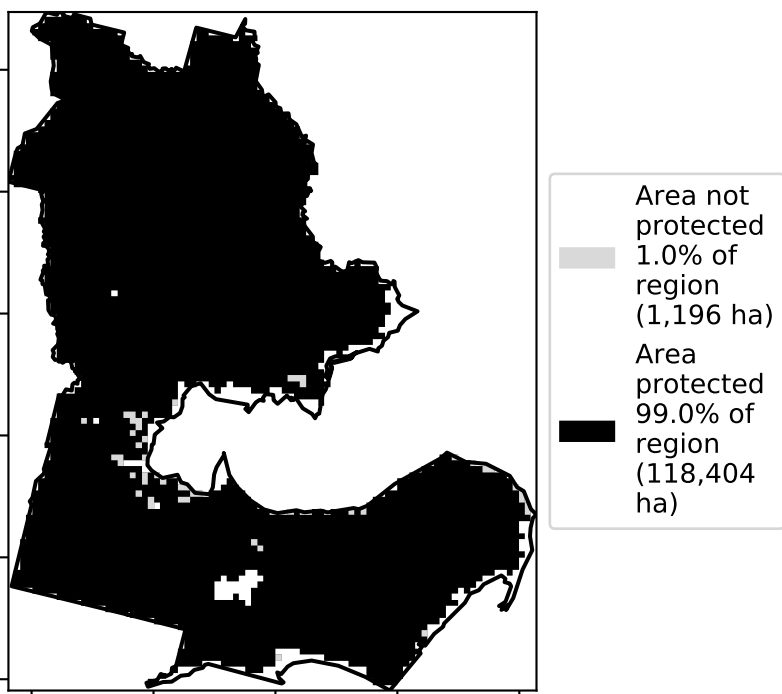 Area not
protected
1.0% of
region
(1,196 ha)
Area
protected
99.0% of
region
(118,404
ha)